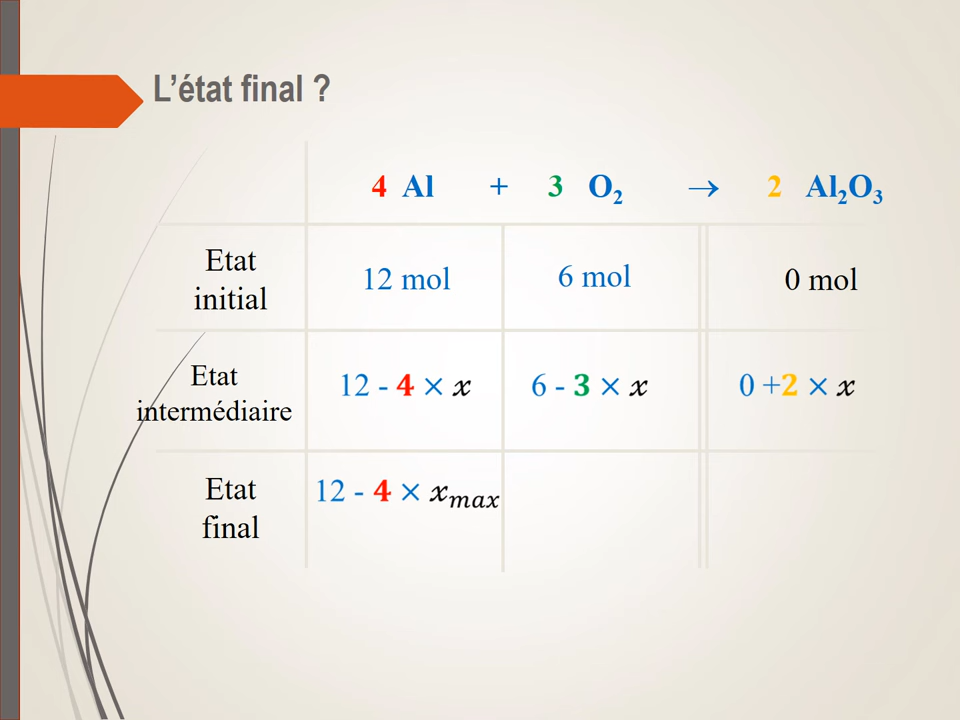 L’état final ?
4 Al + 3 O₂ → 2 Al₂O₃
Etat
initial
12 mol
6 mol
0 mol
Etat
intermédiaire
12 - 4 × x
6 - 3 × x
0 +2 × x
Etat
final
12 - 4 × xₘₐₓ